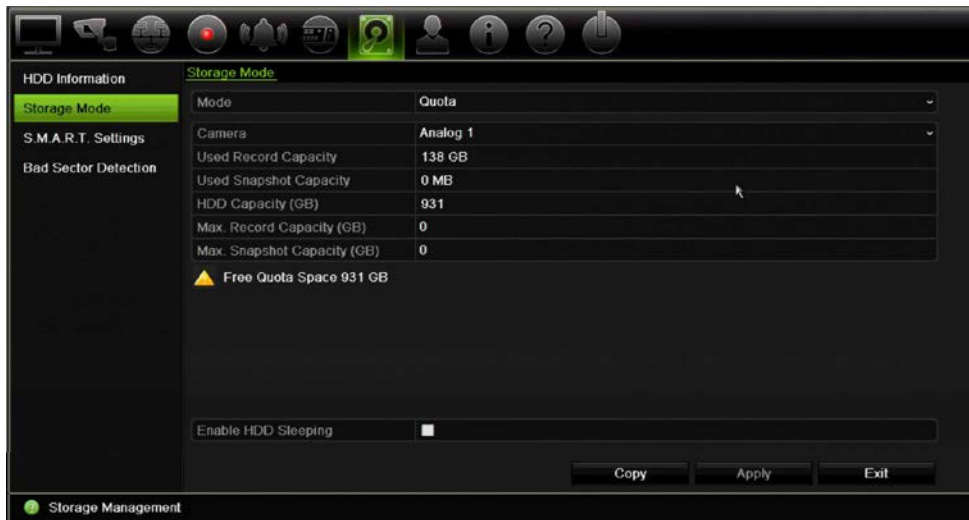 HDD Information
Storage Mode
S.M.A.R.T. Settings
Bad Sector Detection
Storage Mode
Mode Quota
Camera Analog 1
Used Record Capacity 138 GB
Used Snapshot Capacity 0 MB
HDD Capacity (GB) 931
Max. Record Capacity (GB) 0
Max. Snapshot Capacity (GB) 0
Free Quota Space 931 GB
Enable HDD Sleeping
Copy Apply Exit
Storage Management